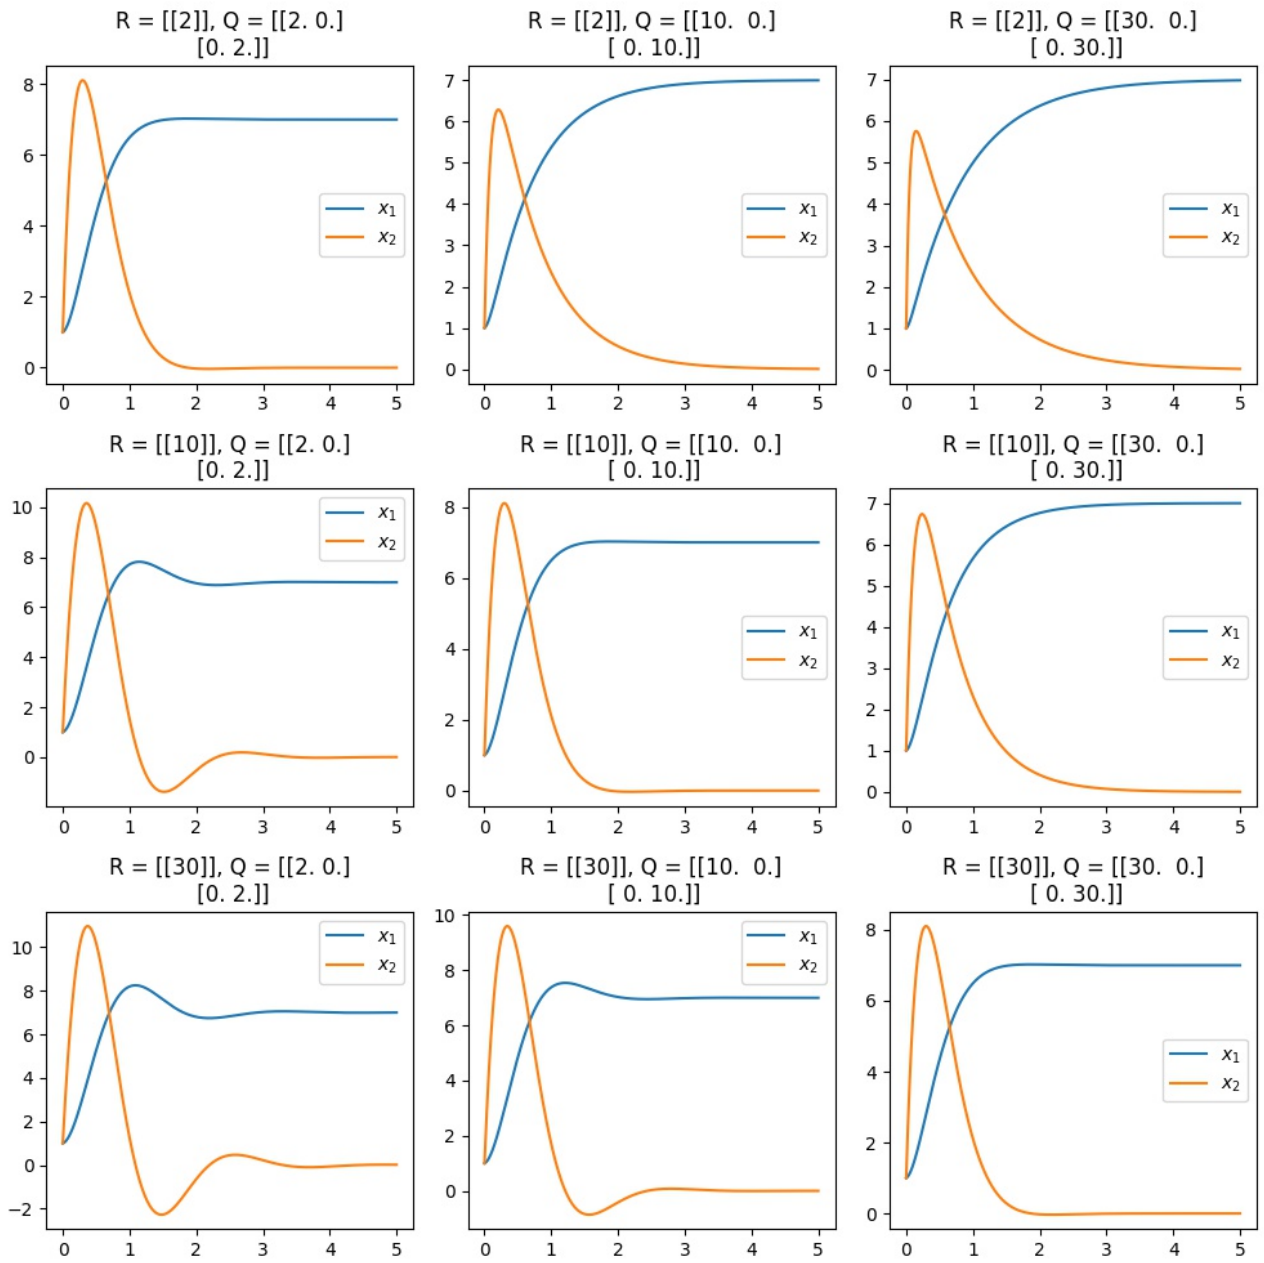 R = [[2]], Q = [[2. 0.]
[0. 2.]]
8
6
4
2
0
x₁
x₂
0 1 2 3 4 5
R = [[2]], Q = [[10.  0.]
[ 0. 10.]]
7
6
5
4
3
2
1
0
x₁
x₂
0 1 2 3 4 5
R = [[2]], Q = [[30.  0.]
[ 0. 30.]]
7
6
5
4
3
2
1
0
x₁
x₂
0 1 2 3 4 5
R = [[10]], Q = [[2. 0.]
[0. 2.]]
10
8
6
4
2
0
x₁
x₂
0 1 2 3 4 5
R = [[10]], Q = [[10.  0.]
[ 0. 10.]]
8
6
4
2
0
x₁
x₂
0 1 2 3 4 5
R = [[10]], Q = [[30.  0.]
[ 0. 30.]]
7
6
5
4
3
2
1
0
x₁
x₂
0 1 2 3 4 5
R = [[30]], Q = [[2. 0.]
[0. 2.]]
10
8
6
4
2
0
−2
x₁
x₂
0 1 2 3 4 5
R = [[30]], Q = [[10.  0.]
[ 0. 10.]]
10
8
6
4
2
0
x₁
x₂
0 1 2 3 4 5
R = [[30]], Q = [[30.  0.]
[ 0. 30.]]
8
6
4
2
0
x₁
x₂
0 1 2 3 4 5